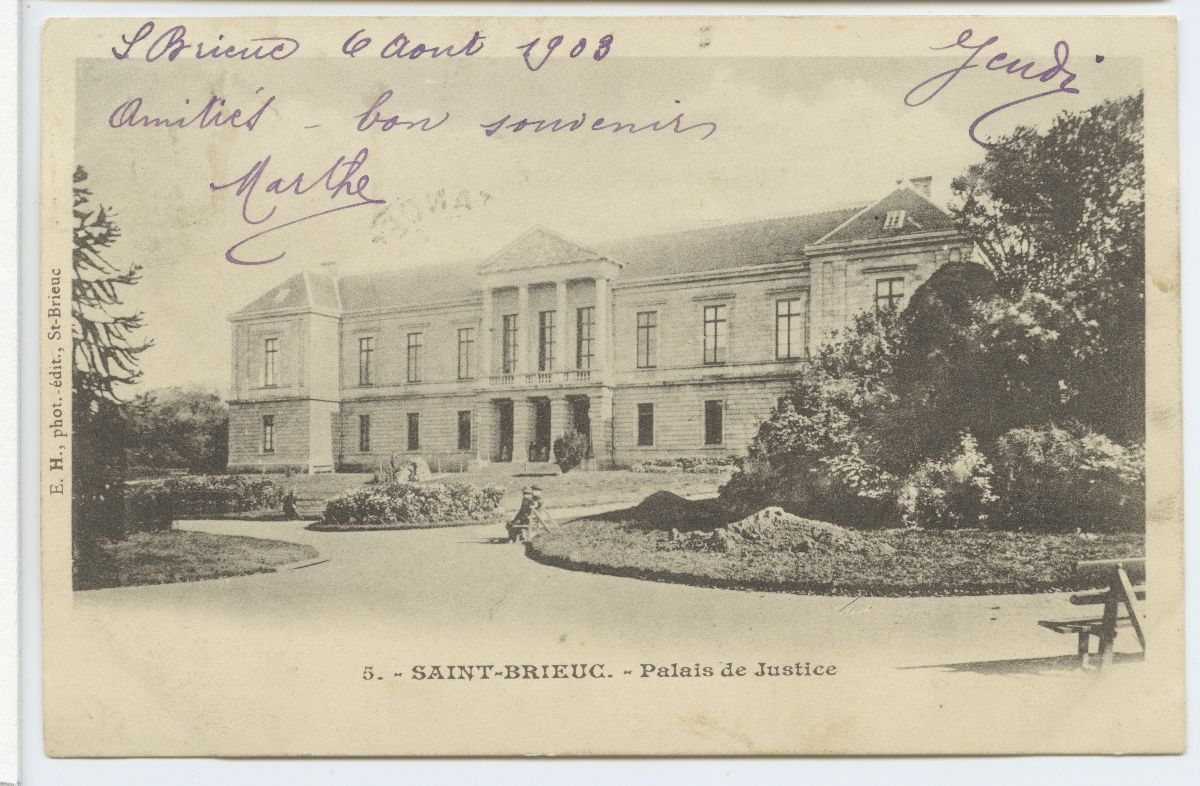 S Brieuc 6 Aout 1903 Jeudi
Amitiés - bon souvenir
Marthe
E. H., phot.-édit., St-Brieuc
5. - SAINT-BRIEUC. - Palais de Justice